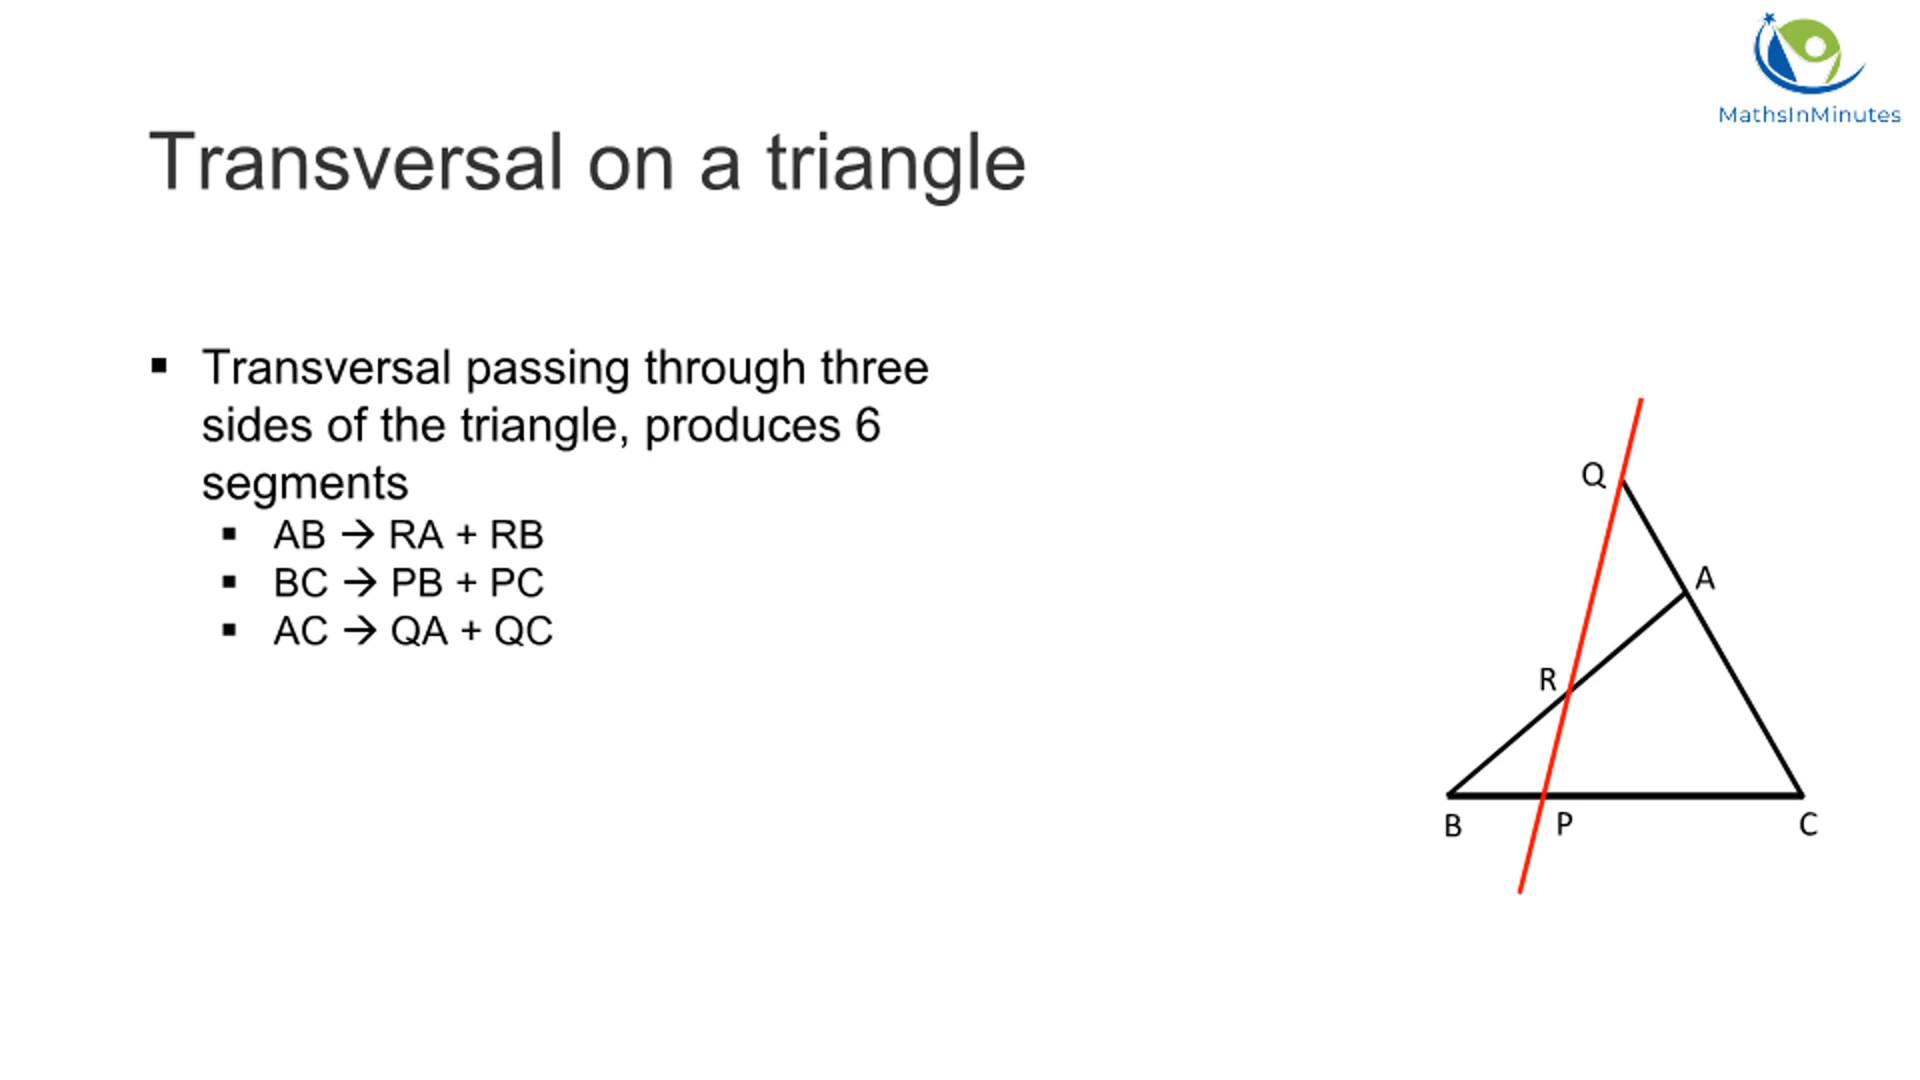 MathsInMinutes
Transversal on a triangle
▪ Transversal passing through three
sides of the triangle, produces 6
segments
▪ AB → RA + RB
▪ BC → PB + PC
▪ AC → QA + QC
Q
A
R
B
P
C